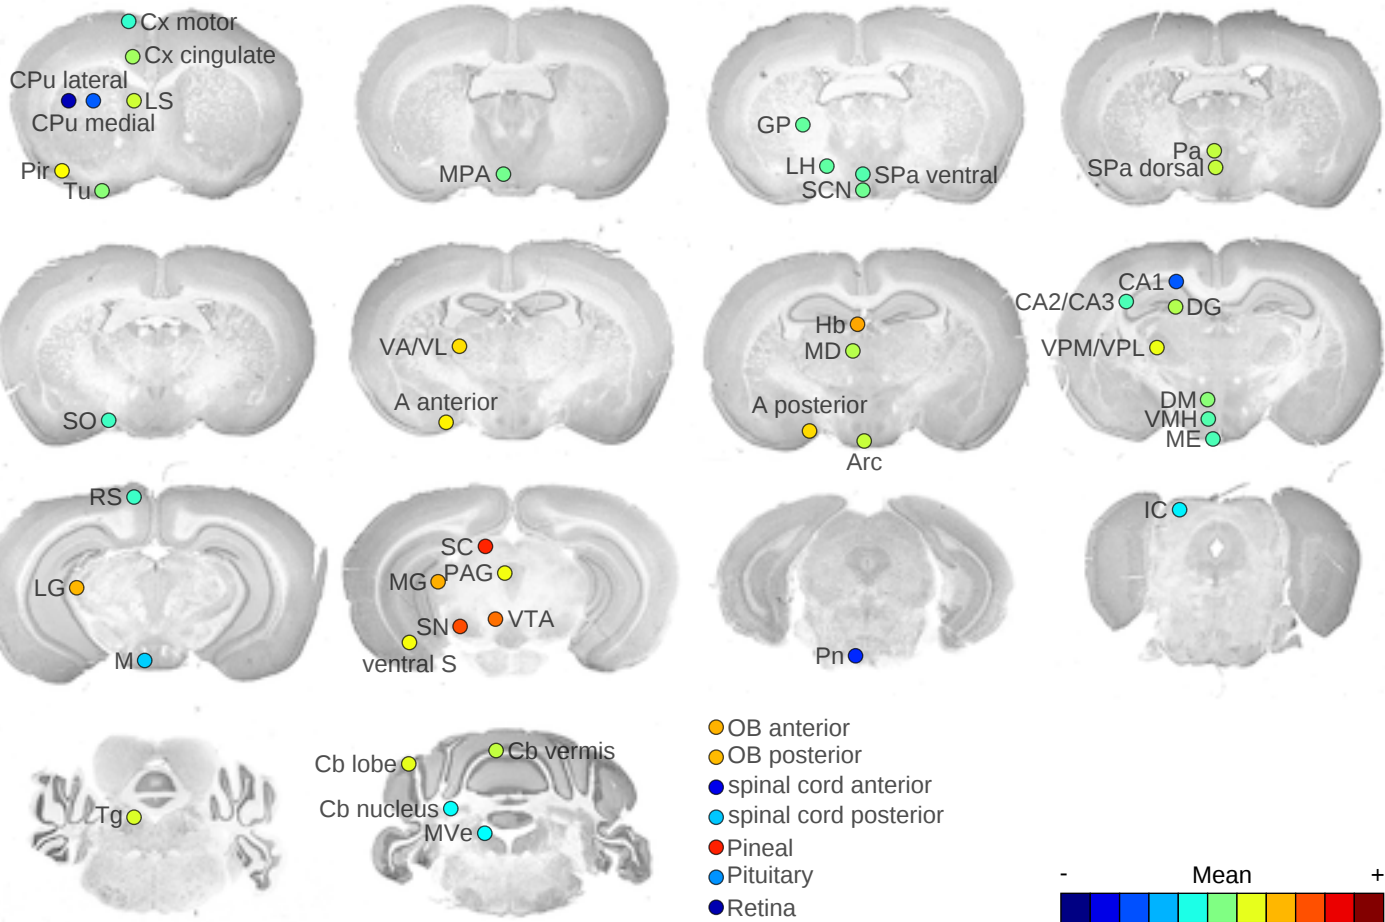 Cx motor
Cx cingulate
CPu lateral
LS
CPu medial
Pir
Tu
MPA
GP
LH
SPa ventral
SCN
Pa
SPa dorsal
SO
VA/VL
A anterior
Hb
MD
A posterior
Arc
CA1
CA2/CA3
DG
VPM/VPL
DM
VMH
ME
RS
LG
M
SC
MG
PAG
SN
VTA
ventral S
Pn
IC
Tg
Cb lobe
Cb vermis
Cb nucleus
MVe
OB anterior
OB posterior
spinal cord anterior
spinal cord posterior
Pineal
Pituitary
Retina
- Mean +